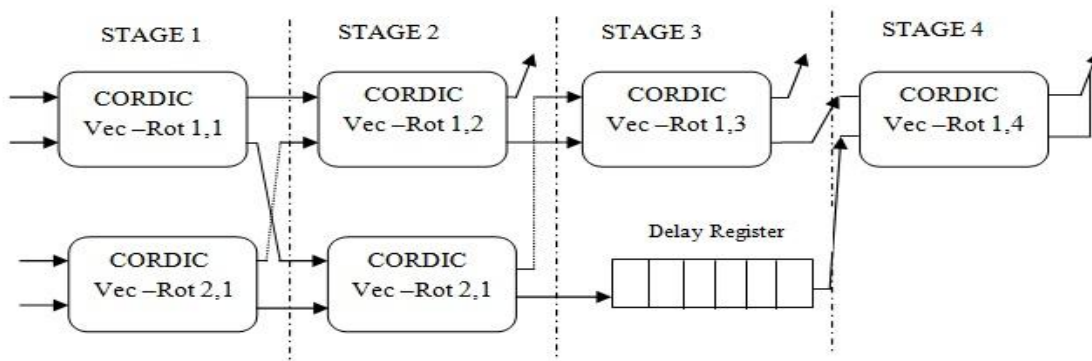 STAGE 1
STAGE 2
STAGE 3
STAGE 4
CORDIC
Vec –Rot 1,1
CORDIC
Vec –Rot 1,2
CORDIC
Vec –Rot 1,3
CORDIC
Vec –Rot 1,4
CORDIC
Vec –Rot 2,1
CORDIC
Vec –Rot 2,1
Delay Register